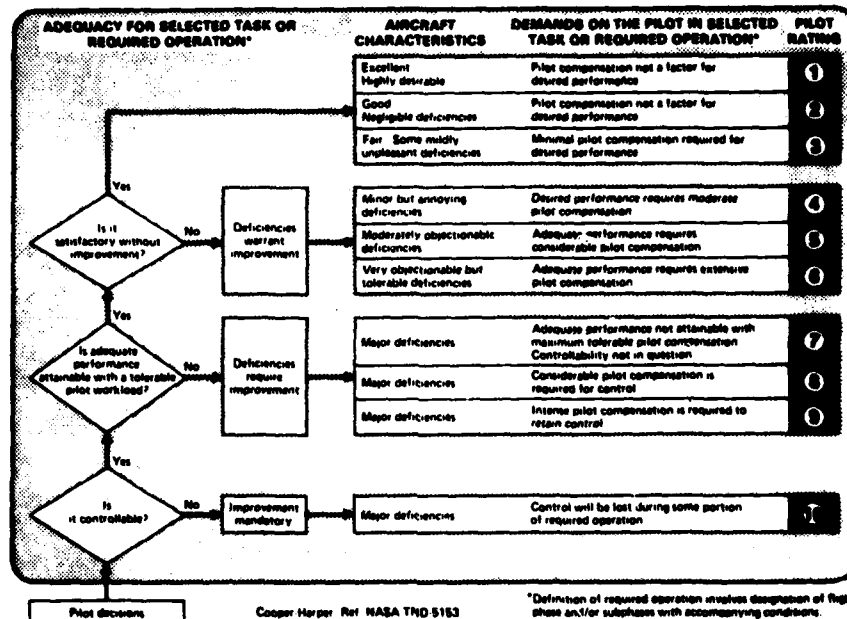 ADEQUACY FOR SELECTED TASK OR
REQUIRED OPERATION*
AIRCRAFT
CHARACTERISTICS
DEMANDS ON THE PILOT IN SELECTED
TASK OR REQUIRED OPERATION*
PILOT
RATING
Excellent
Highly desirable
Pilot compensation not a factor for
desired performance
1
Good
Negligible deficiencies
Pilot compensation not a factor for
desired performance
2
Fair Some mildly
unpleasant deficiencies
Minimal pilot compensation required for
desired performance
3
Yes
Is it
satisfactory without
improvement?
No
Deficiencies
warrant
improvement
Minor but annoying
deficiencies
Desired performance requires moderate
pilot compensation
4
Moderately objectionable
deficiencies
Adequate performance requires
considerable pilot compensation
5
Very objectionable but
tolerable deficiencies
Adequate performance requires extensive
pilot compensation
6
Yes
Is adequate
performance
attainable with a tolerable
pilot workload?
No
Deficiencies
require
improvement
Major deficiencies
Adequate performance not attainable with
maximum tolerable pilot compensation
Controllability not in question
7
Major deficiencies
Considerable pilot compensation is
required for control
8
Major deficiencies
Intense pilot compensation is required to
retain control
9
Yes
Is
it controllable?
No
Improvement
mandatory
Major deficiencies
Control will be lost during some portion
of required operation
Pilot decisions
Cooper Harper Ref NASA TND-5153
*Definition of required operation involves designation of flight
phase and/or subphases with accompanying conditions.